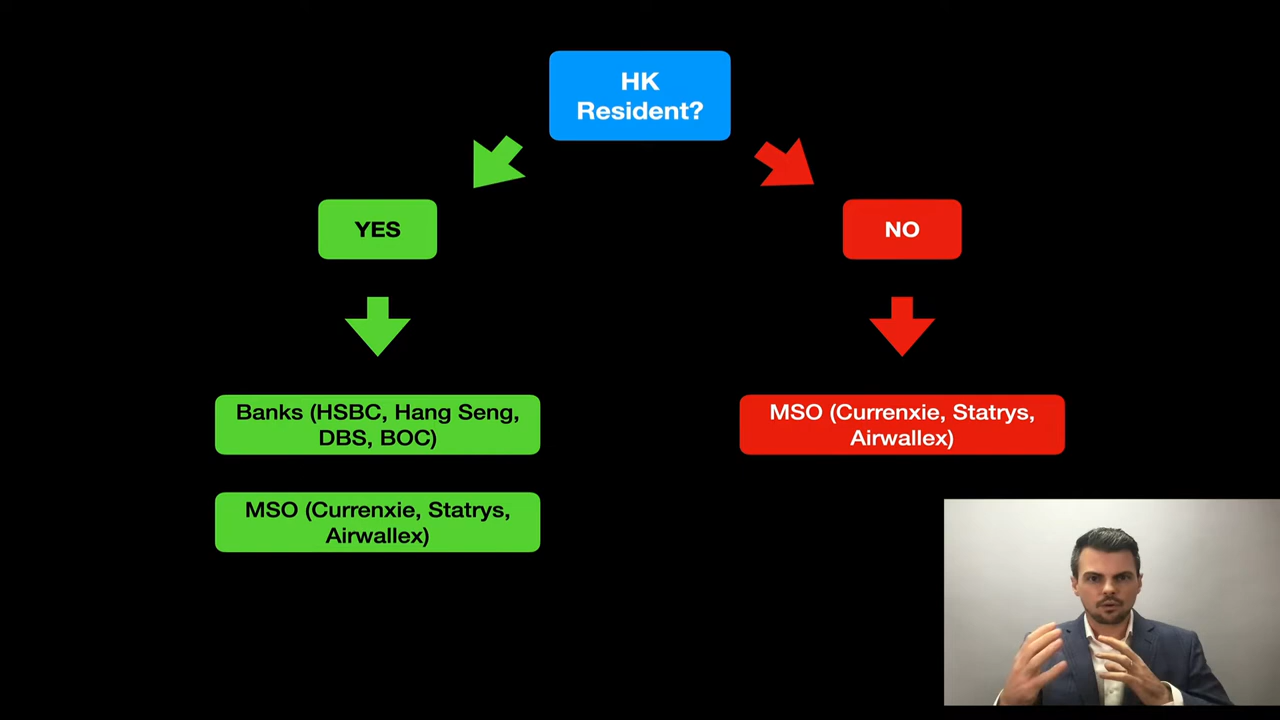 HK
Resident?
YES
NO
Banks (HSBC, Hang Seng,
DBS, BOC)
MSO (Currenxie, Statrys,
Airwallex)
MSO (Currenxie, Statrys,
Airwallex)